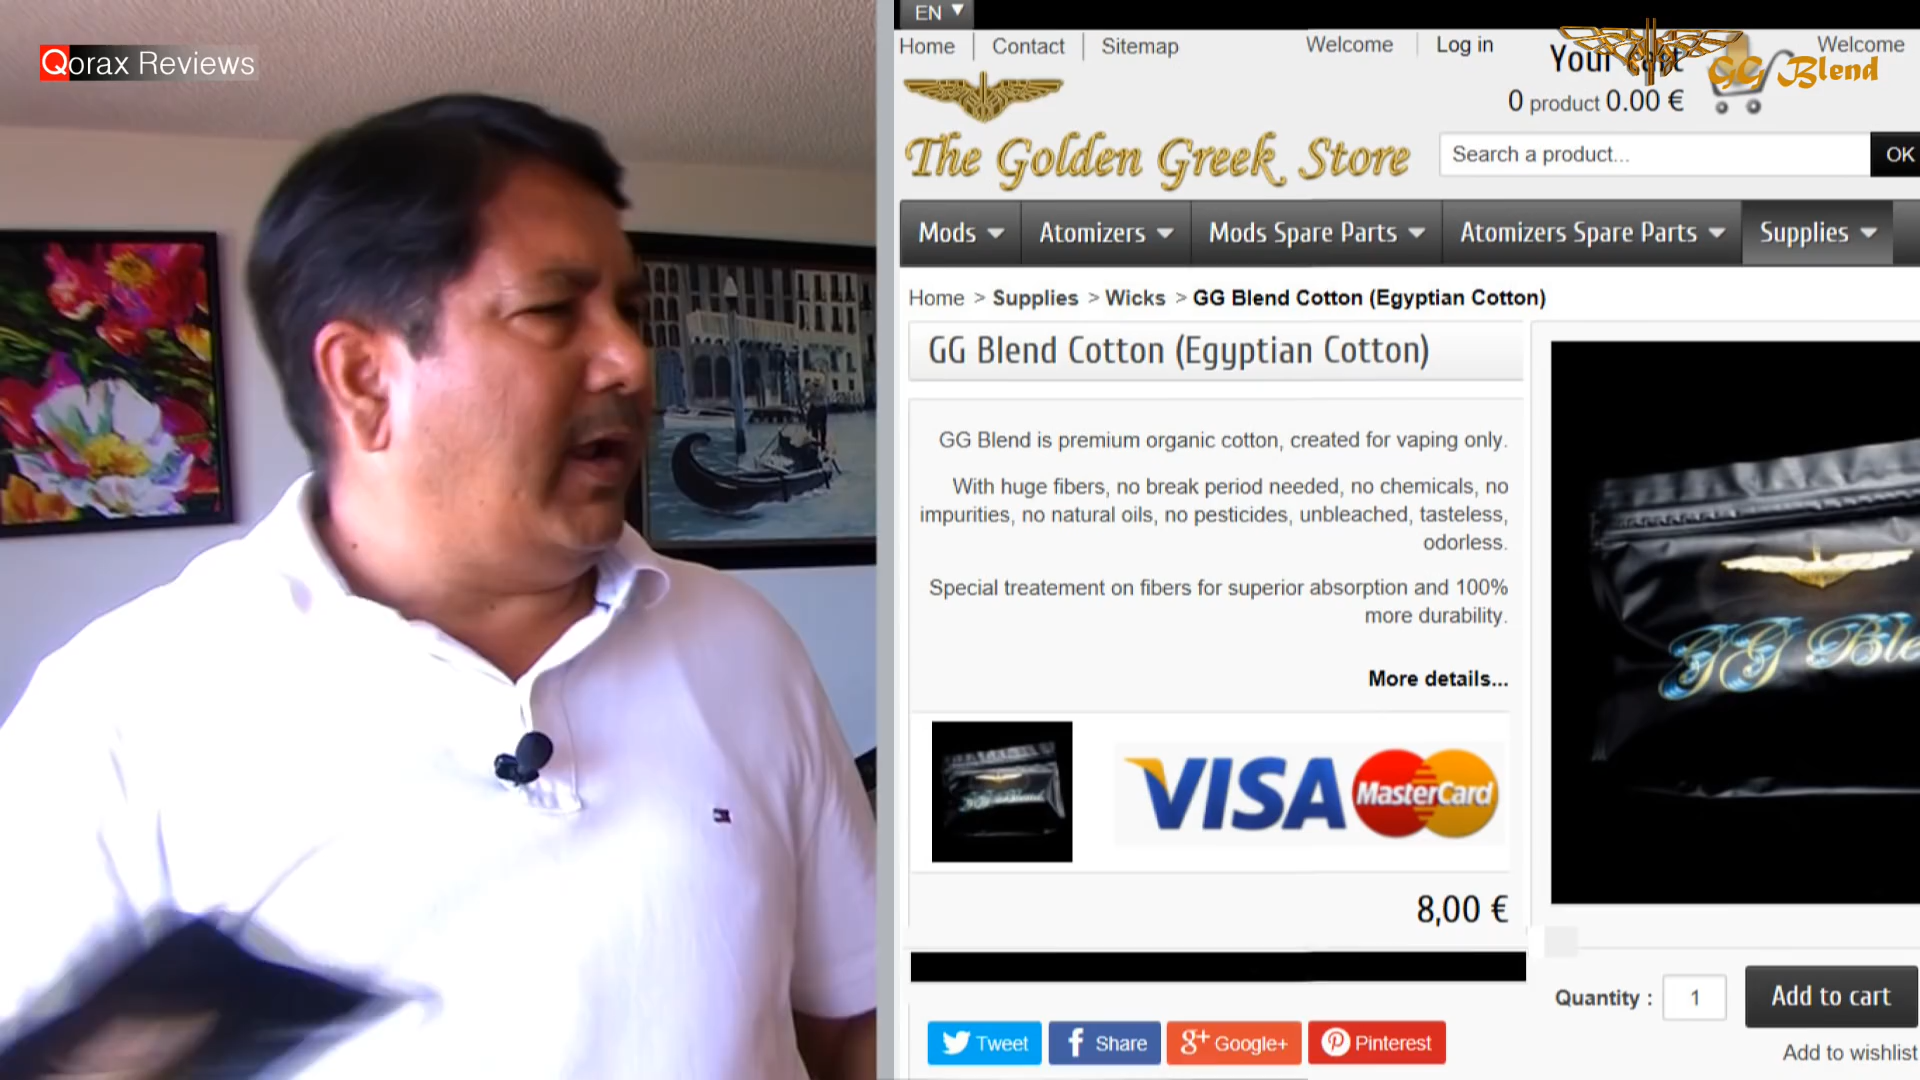 Qorax Reviews
EN
Home
Contact
Sitemap
Welcome
Log in
Your
Welcome
GG Blend
0 product 0.00 €
The Golden Greek Store
Search a product...
OK
Mods
Atomizers
Mods Spare Parts
Atomizers Spare Parts
Supplies
Home > Supplies > Wicks > GG Blend Cotton (Egyptian Cotton)
GG Blend Cotton (Egyptian Cotton)
GG Blend is premium organic cotton, created for vaping only.
With huge fibers, no break period needed, no chemicals, no
impurities, no natural oils, no pesticides, unbleached, tasteless,
odorless.
Special treatement on fibers for superior absorption and 100%
more durability.
More details...
GG Ble
GG Blend
VISA
MasterCard
8,00 €
Quantity :
1
Add to cart
Tweet
Share
Google+
Pinterest
Add to wishlist